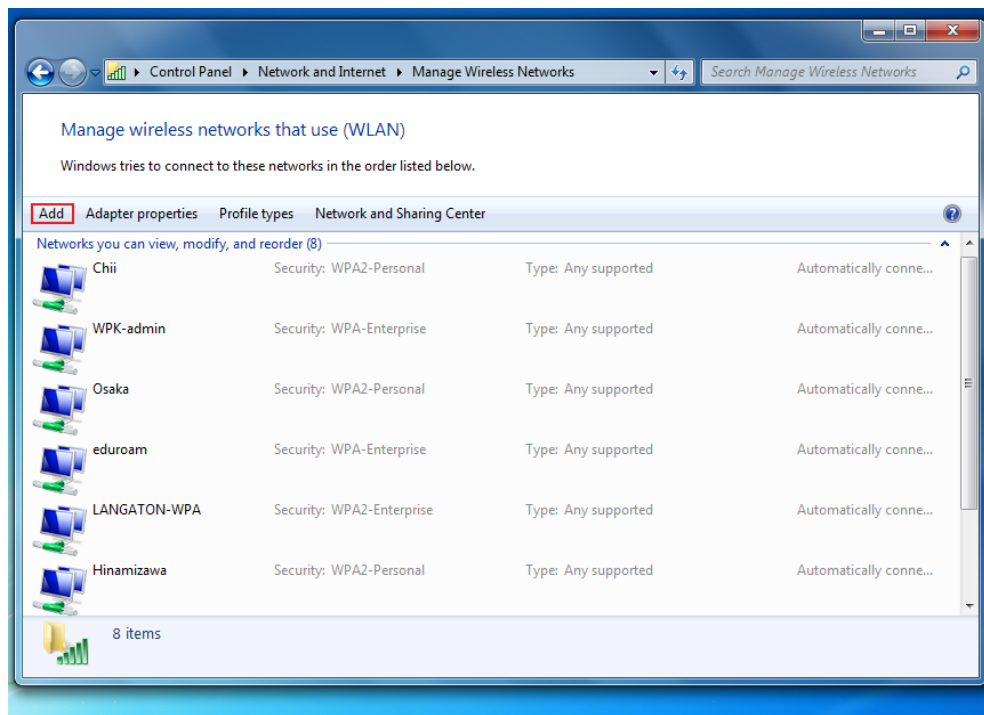 Control Panel ▸ Network and Internet ▸ Manage Wireless Networks
Search Manage Wireless Networks
Manage wireless networks that use (WLAN)
Windows tries to connect to these networks in the order listed below.
Add Adapter properties Profile types Network and Sharing Center
Networks you can view, modify, and reorder (8)
Chii Security: WPA2-Personal Type: Any supported Automatically conne...
WPK-admin Security: WPA-Enterprise Type: Any supported Automatically conne...
Osaka Security: WPA2-Personal Type: Any supported Automatically conne...
eduroam Security: WPA-Enterprise Type: Any supported Automatically conne...
LANGATON-WPA Security: WPA2-Enterprise Type: Any supported Automatically conne...
Hinamizawa Security: WPA2-Personal Type: Any supported Automatically conne...
8 items